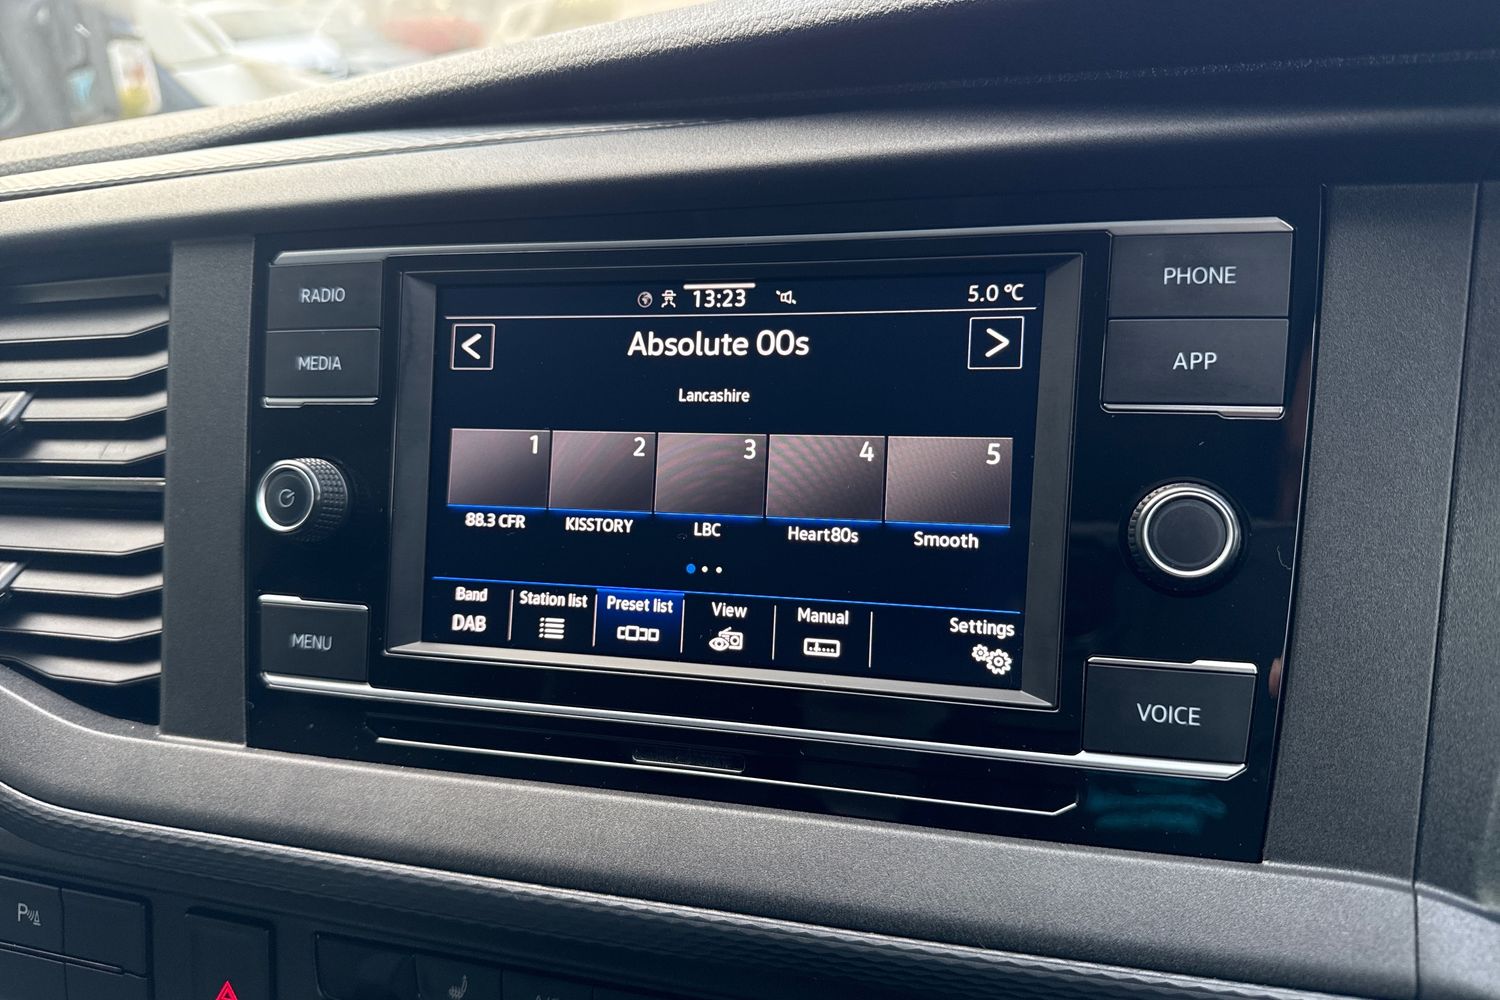 RADIO
MEDIA
MENU
13:23
5.0 °C
<
Absolute 00s
>
Lancashire
1
2
3
4
5
88.3 CFR
KISSTORY
LBC
Heart80s
Smooth
Band
DAB
Station list
Preset list
View
Manual
Settings
PHONE
APP
VOICE
P